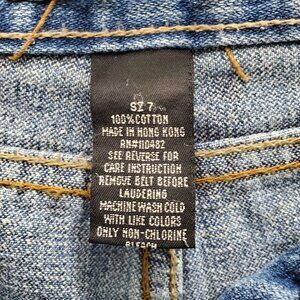 SZ 7
100% COTTON
MADE IN HONG KONG
RN#110482
SEE REVERSE FOR
CARE INSTRUCTION
REMOVE BELT BEFORE
LAUDERING
MACHINE WASH COLD
WITH LIKE COLORS
ONLY NON-CHLORINE
BLEACH